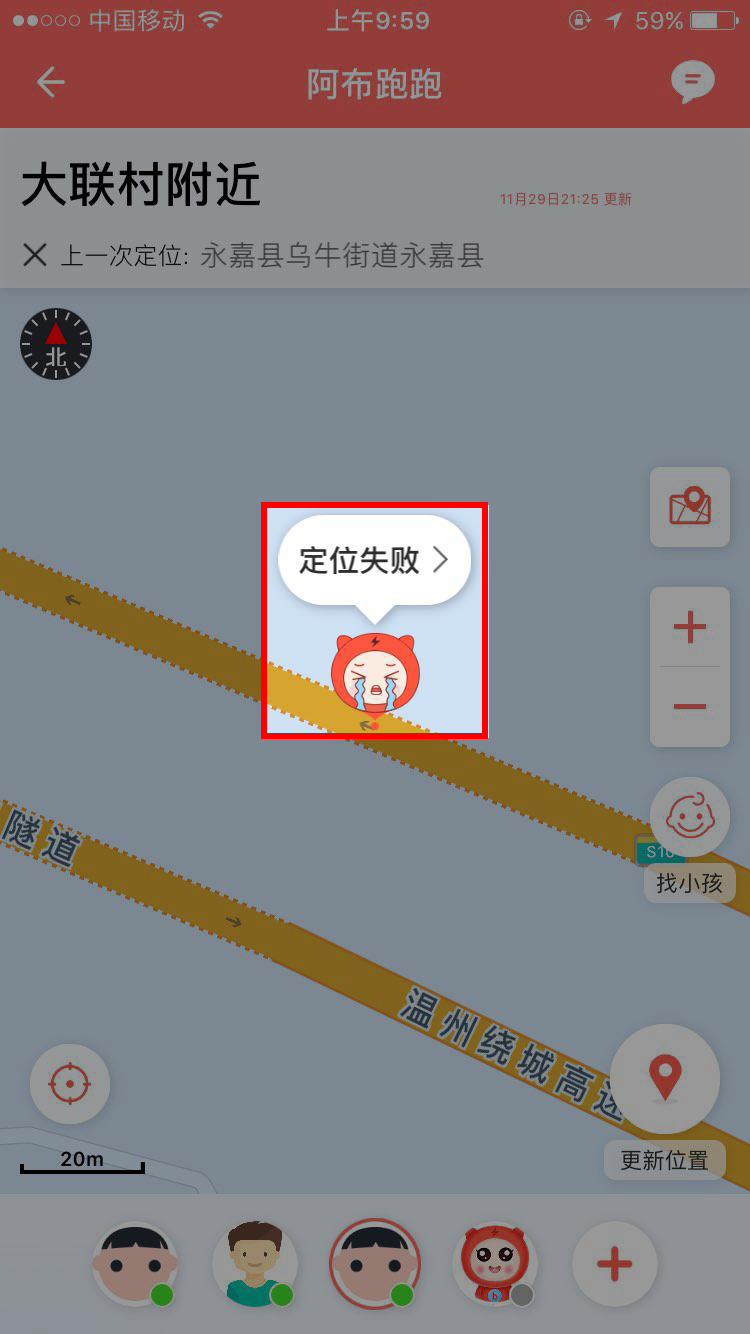 中国移动 上午9:59 59%
阿布跑跑
大联村附近
11月29日21:25 更新
上一次定位: 永嘉县乌牛街道永嘉县
北
定位失败
隧道
S10
找小孩
温州绕城高速
20m
更新位置